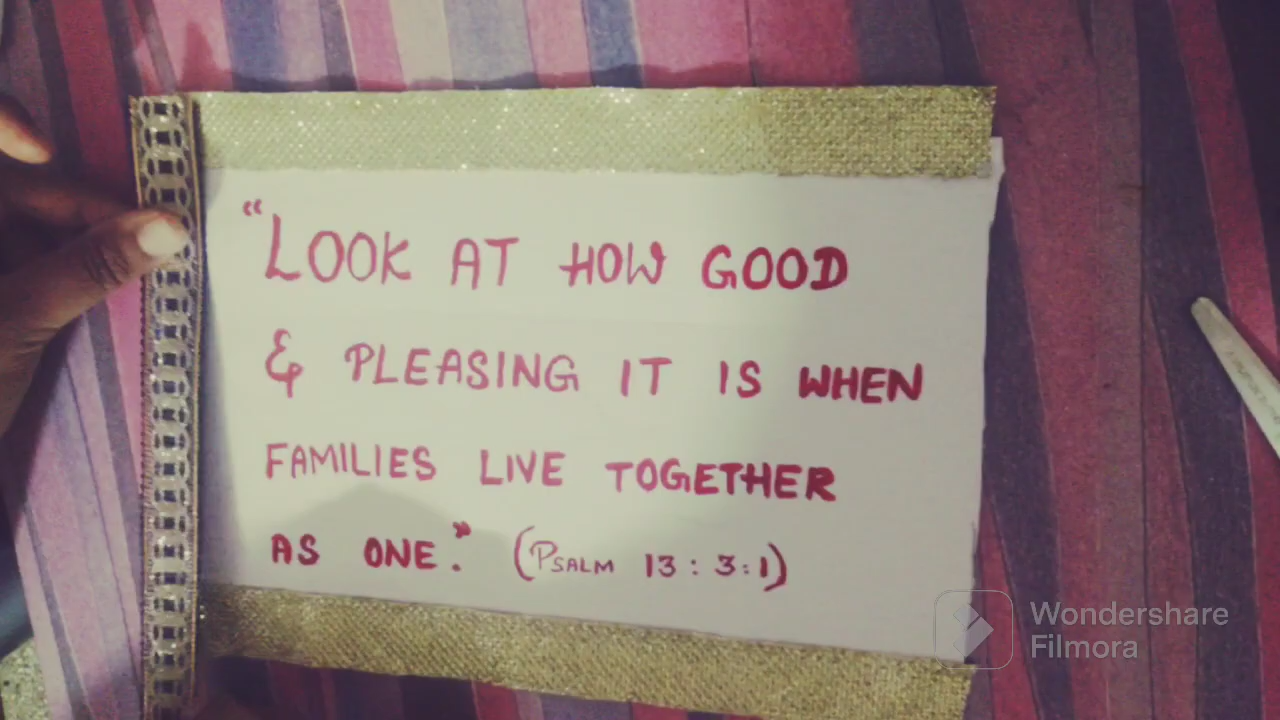 “LOOK AT HOW GOOD
& PLEASING IT IS WHEN
FAMILIES LIVE TOGETHER
AS ONE.” (PSALM 13 : 3:1)
Wondershare
Filmora